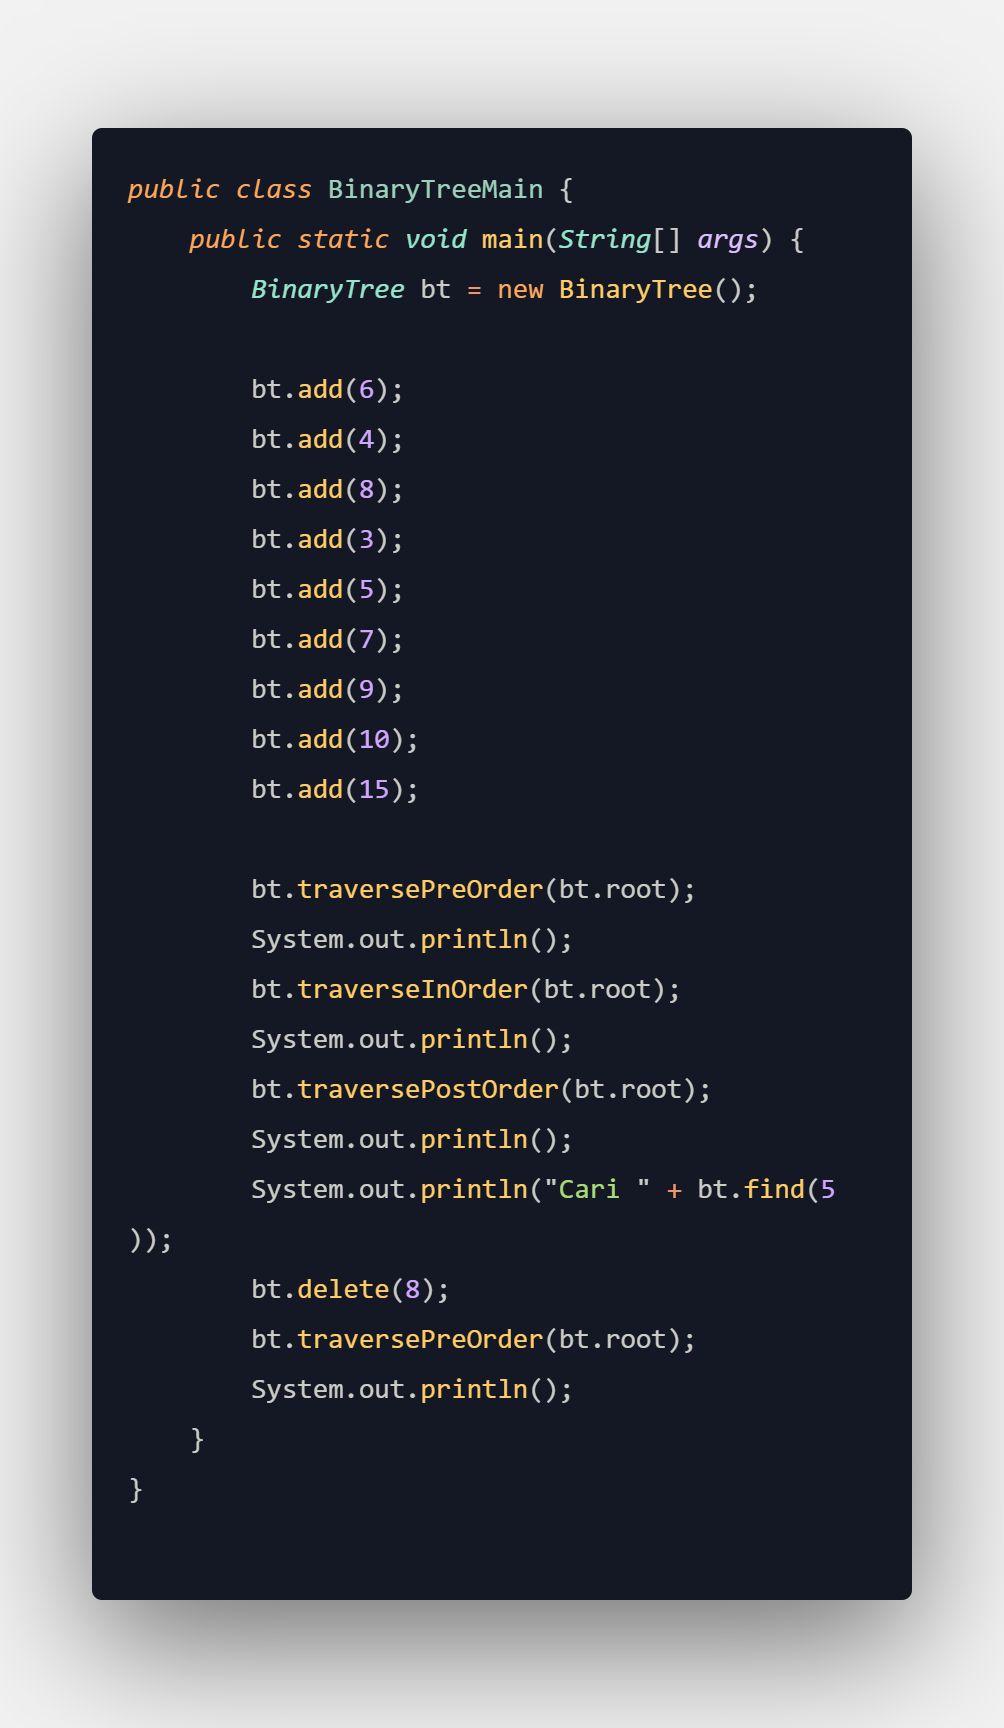 public class BinaryTreeMain {
    public static void main(String[] args) {
        BinaryTree bt = new BinaryTree();

        bt.add(6);
        bt.add(4);
        bt.add(8);
        bt.add(3);
        bt.add(5);
        bt.add(7);
        bt.add(9);
        bt.add(10);
        bt.add(15);

        bt.traversePreOrder(bt.root);
        System.out.println();
        bt.traverseInOrder(bt.root);
        System.out.println();
        bt.traversePostOrder(bt.root);
        System.out.println();
        System.out.println("Cari " + bt.find(5
));
        bt.delete(8);
        bt.traversePreOrder(bt.root);
        System.out.println();
    }
}